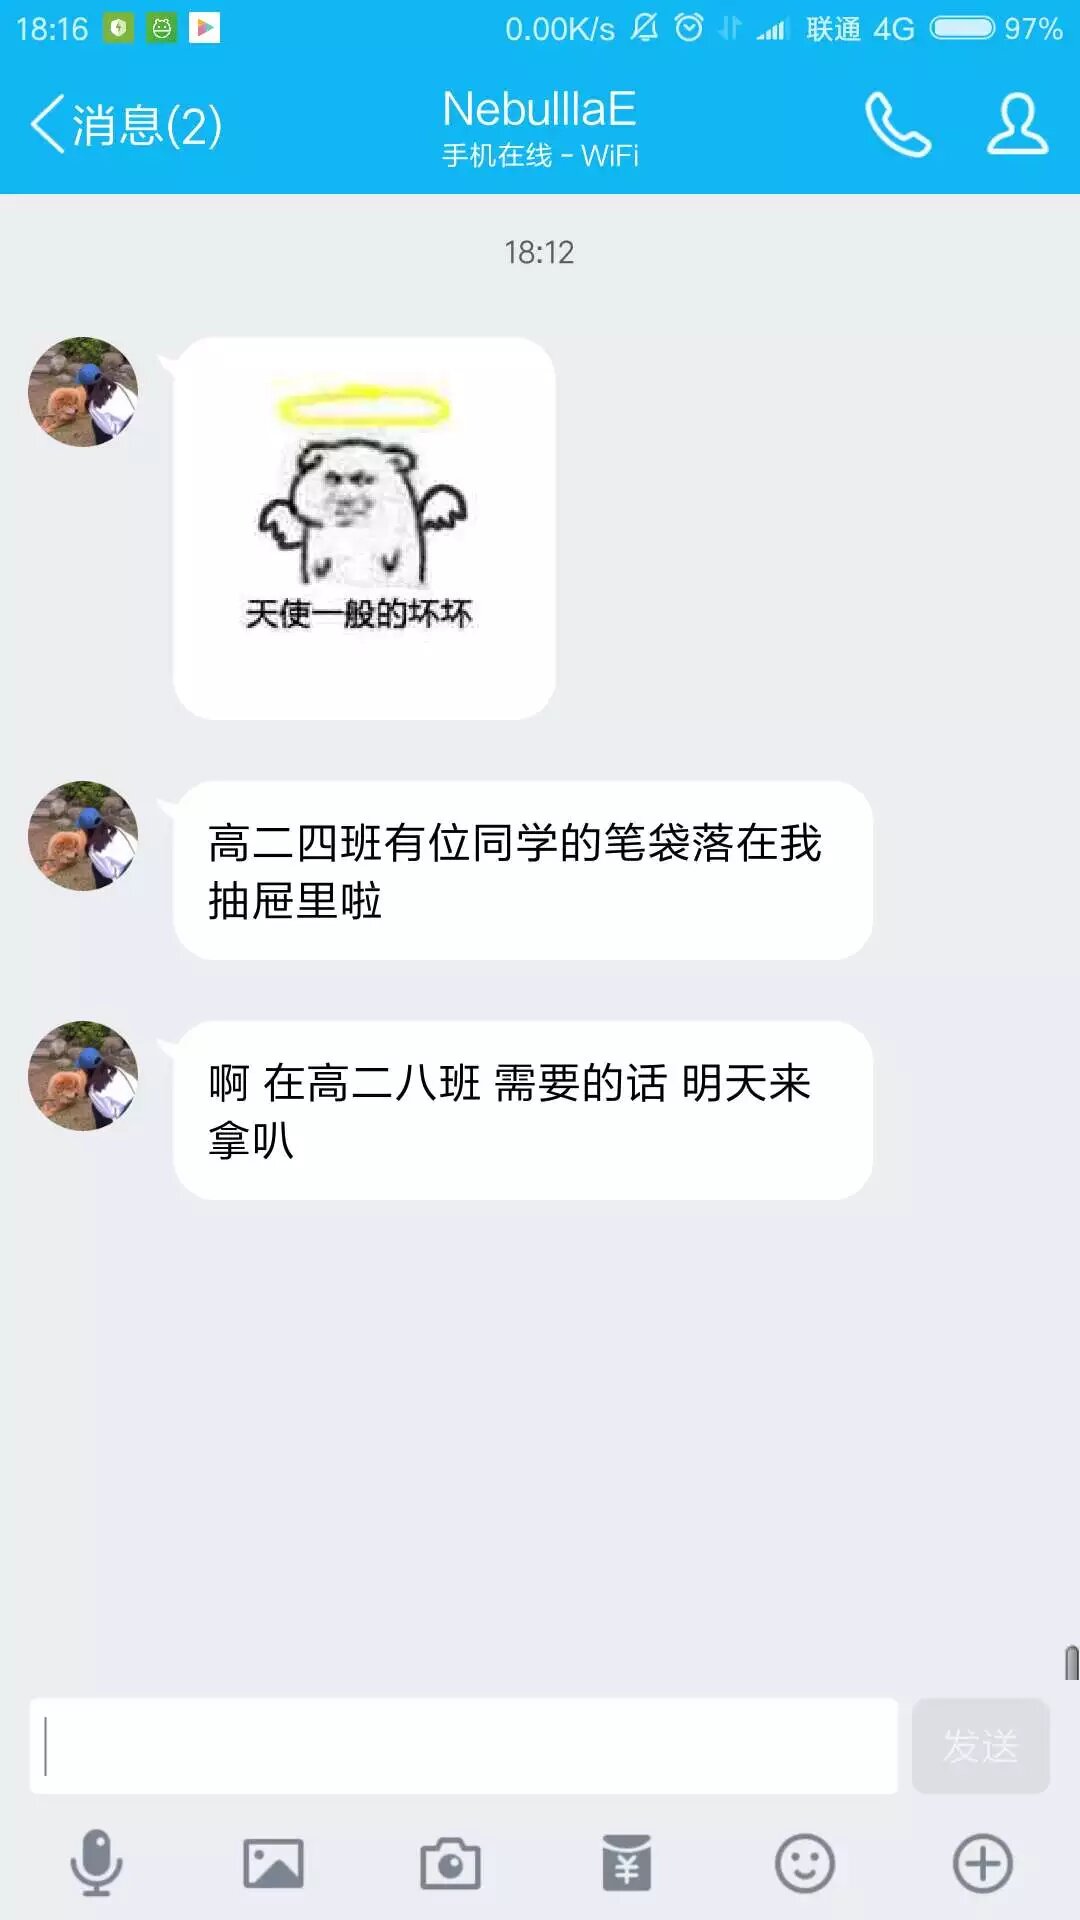 18:16 0.00K/s 联通 4G 97%
消息(2)
NebulllaE
手机在线 - WiFi
18:12
天使一般的坏坏
高二四班有位同学的笔袋落在我
抽屉里啦
啊 在高二八班 需要的话 明天来
拿叭
发送